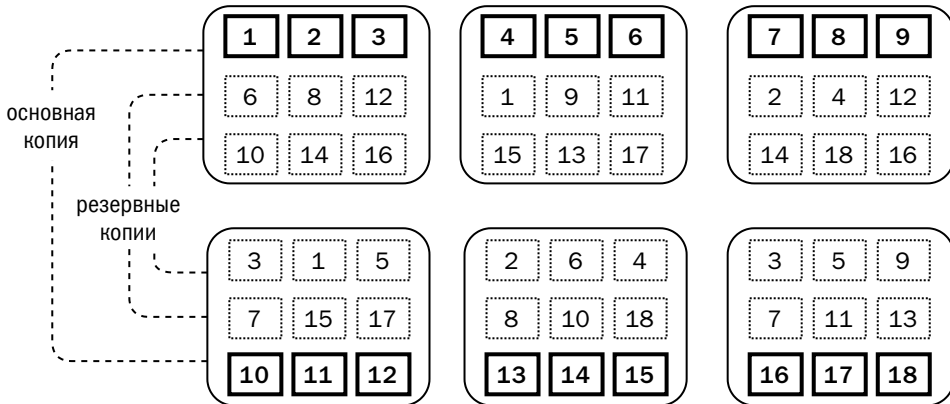 1 2 3 4 5 6 7 8 9
6 8 12 1 9 11 2 4 12
основная
копия
10 14 16 15 13 17 14 18 16
резервные
копии
3 1 5 2 6 4 3 5 9
7 15 17 8 10 18 7 11 13
10 11 12 13 14 15 16 17 18